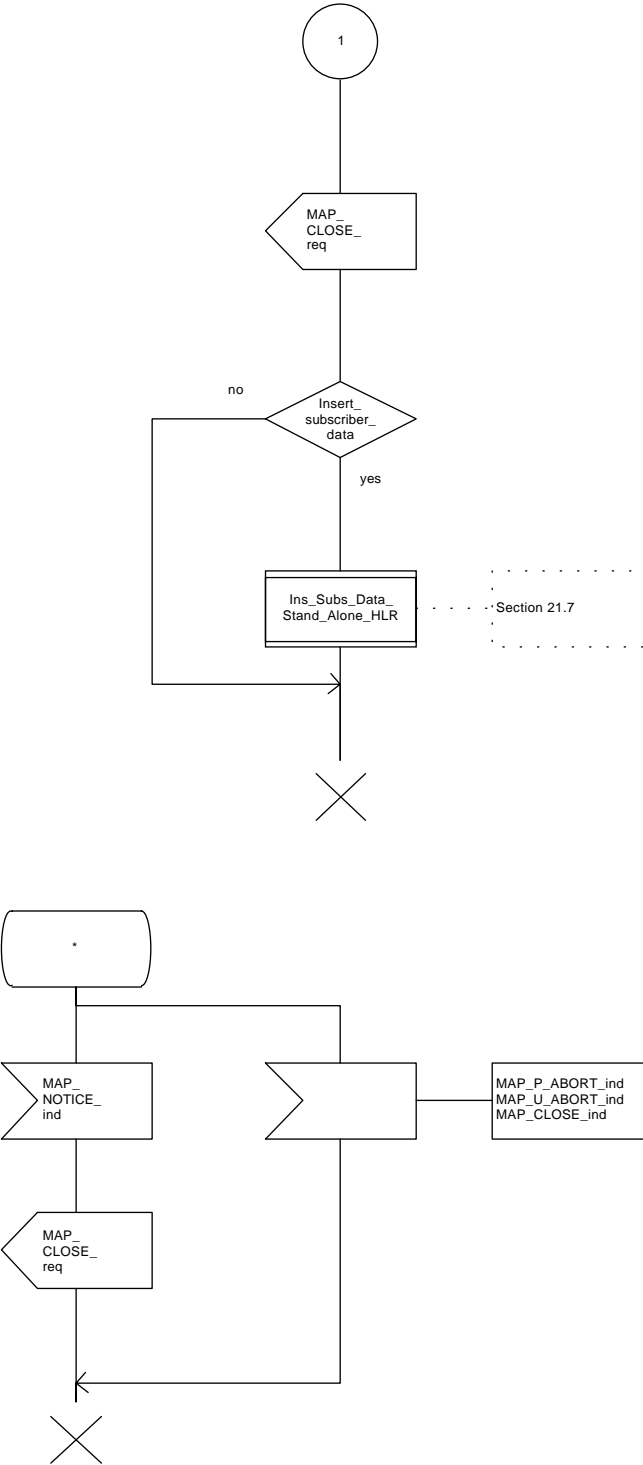 1
MAP_
CLOSE_
req
no
Insert_
subscriber_
data
yes
Ins_Subs_Data_
Stand_Alone_HLR
Section 21.7
*
MAP_
NOTICE_
ind
MAP_P_ABORT_ind
MAP_U_ABORT_ind
MAP_CLOSE_ind
MAP_
CLOSE_
req